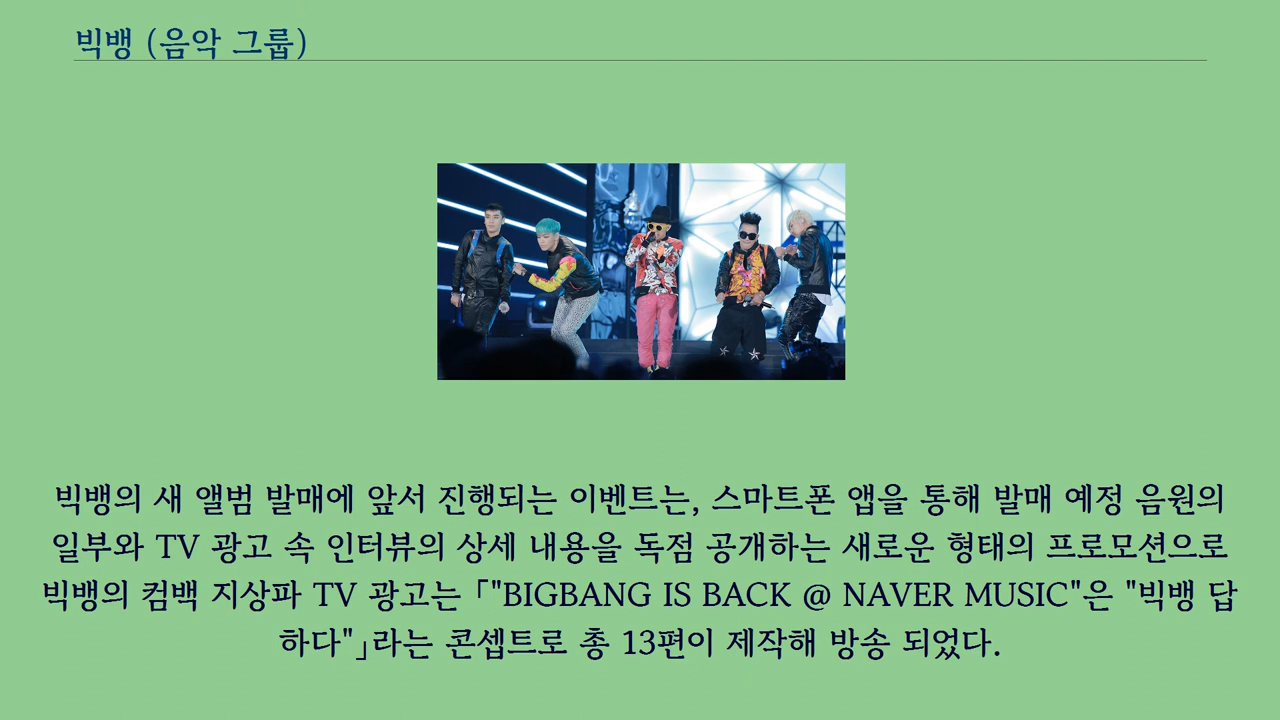 빅뱅 (음악 그룹)
빅뱅의 새 앨범 발매에 앞서 진행되는 이벤트는, 스마트폰 앱을 통해 발매 예정 음원의
일부와 TV 광고 속 인터뷰의 상세 내용을 독점 공개하는 새로운 형태의 프로모션으로
빅뱅의 컴백 지상파 TV 광고는 ｢"BIGBANG IS BACK @ NAVER MUSIC"은 "빅뱅 답
하다"｣라는 콘셉트로 총 13편이 제작해 방송 되었다.